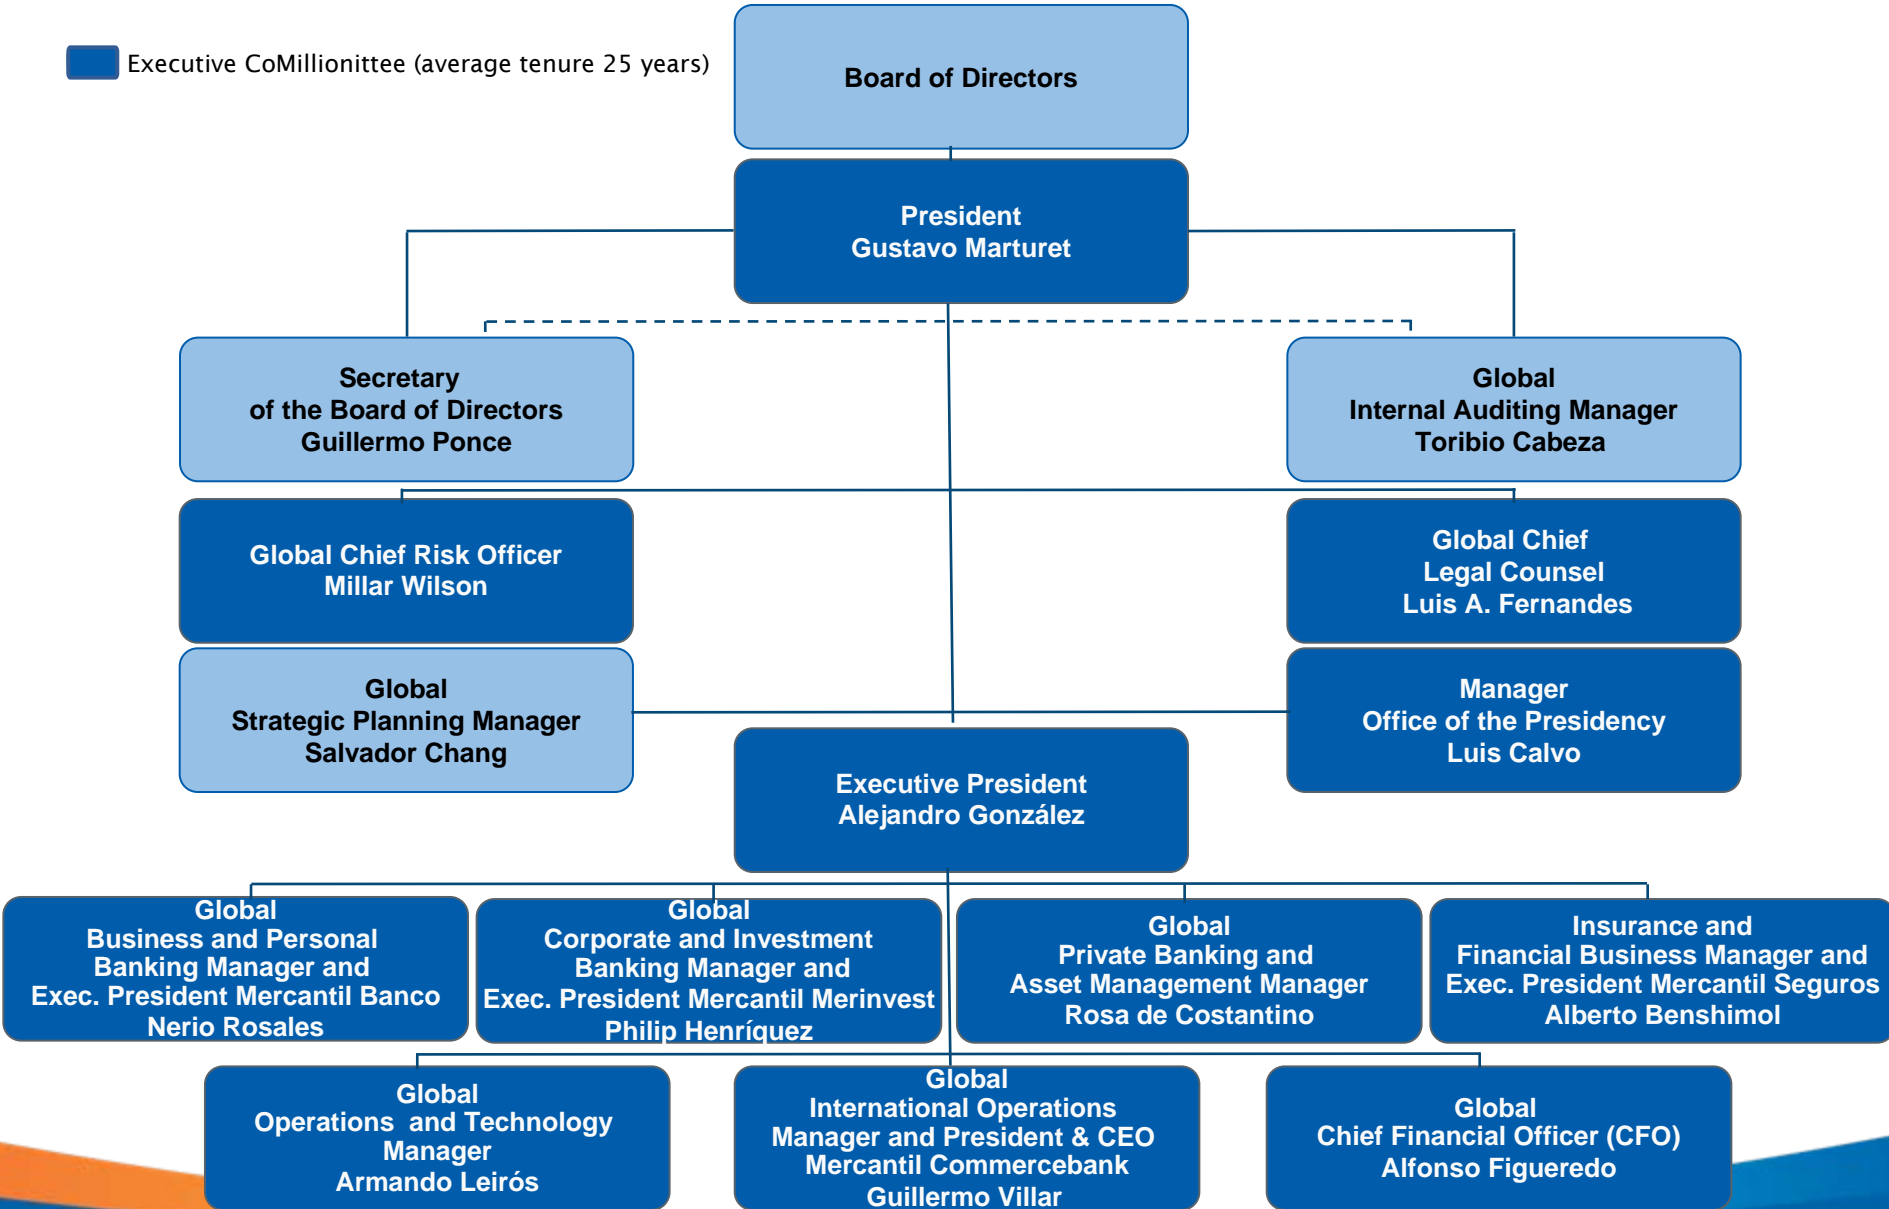 Executive CoMillionittee (average tenure 25 years)
Board of Directors
President
Gustavo Marturet
Secretary
of the Board of Directors
Guillermo Ponce
Global
Internal Auditing Manager
Toribio Cabeza
Global Chief Risk Officer
Millar Wilson
Global Chief
Legal Counsel
Luis A. Fernandes
Global
Strategic Planning Manager
Salvador Chang
Manager
Office of the Presidency
Luis Calvo
Executive President
Alejandro González
Global
Business and Personal
Banking Manager and
Exec. President Mercantil Banco
Nerio Rosales
Global
Corporate and Investment
Banking Manager and
Exec. President Mercantil Merinvest
Philip Henríquez
Global
Private Banking and
Asset Management Manager
Rosa de Costantino
Insurance and
Financial Business Manager and
Exec. President Mercantil Seguros
Alberto Benshimol
Global
Operations and Technology
Manager
Armando Leirós
Global
International Operations
Manager and President & CEO
Mercantil Commercebank
Guillermo Villar
Global
Chief Financial Officer (CFO)
Alfonso Figueredo